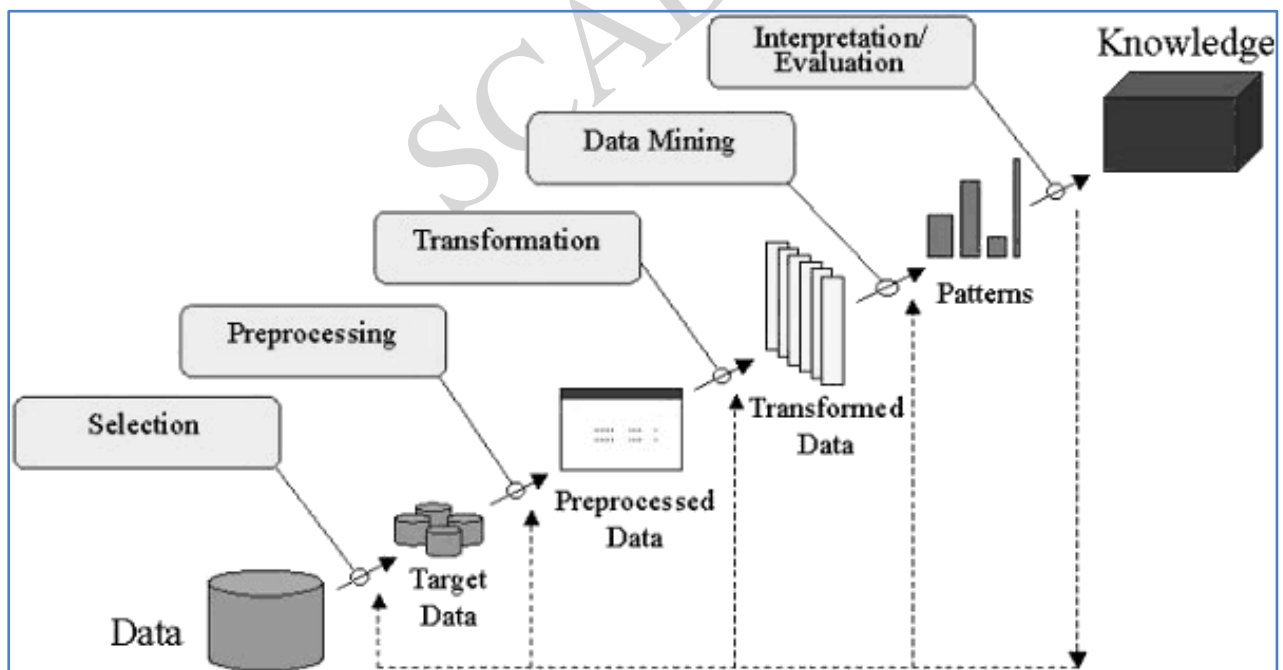 Interpretation/
Evaluation
Knowledge
Data Mining
Transformation
Patterns
Preprocessing
Transformed
Data
Selection
Preprocessed
Data
Target
Data
Data